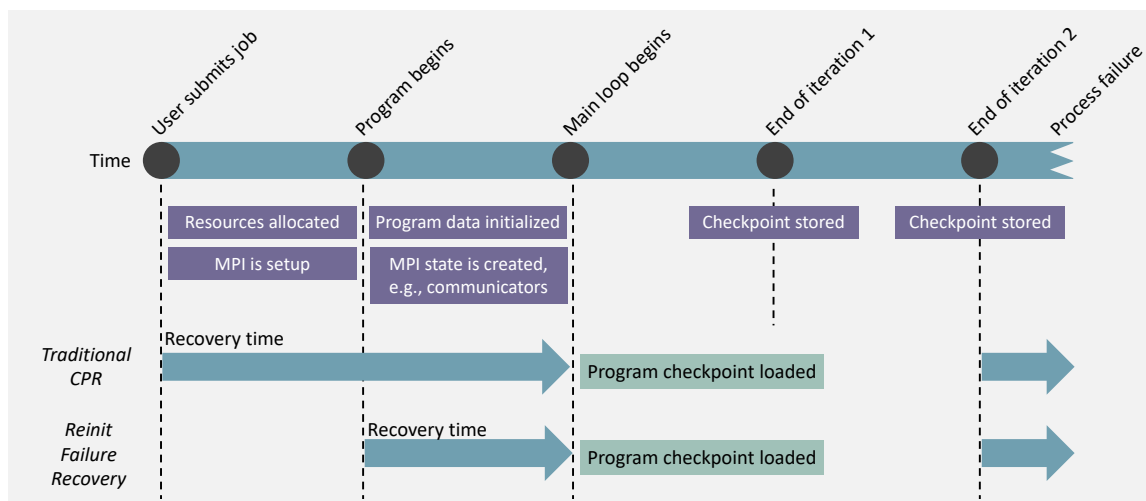 User submits job
Program begins
Main loop begins
End of iteration 1
End of iteration 2
Process failure
Time
Resources allocated
Program data initialized
Checkpoint stored
Checkpoint stored
MPI is setup
MPI state is created,
e.g., communicators
Recovery time
Traditional
CPR
Program checkpoint loaded
Recovery time
Reinit
Failure
Recovery
Program checkpoint loaded